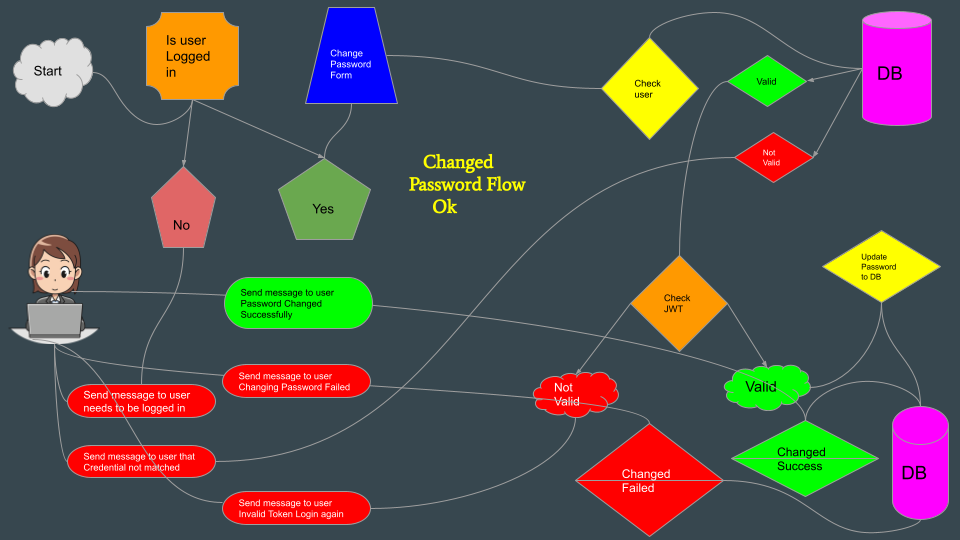 Start
Is user
Logged
in
Change
Password
Form
Check
user
Valid
DB
Not
Valid
Changed
Password Flow
Ok
No
Yes
Update
Password
to DB
Send message to user
Password Changed
Successfully
Check
JWT
Send message to user
Changing Password Failed
Not
Valid
Valid
Send message to user
needs to be logged in
Send message to user that
Credential not matched
Changed
Success
Changed
Failed
DB
Send message to user
Invalid Token Login again